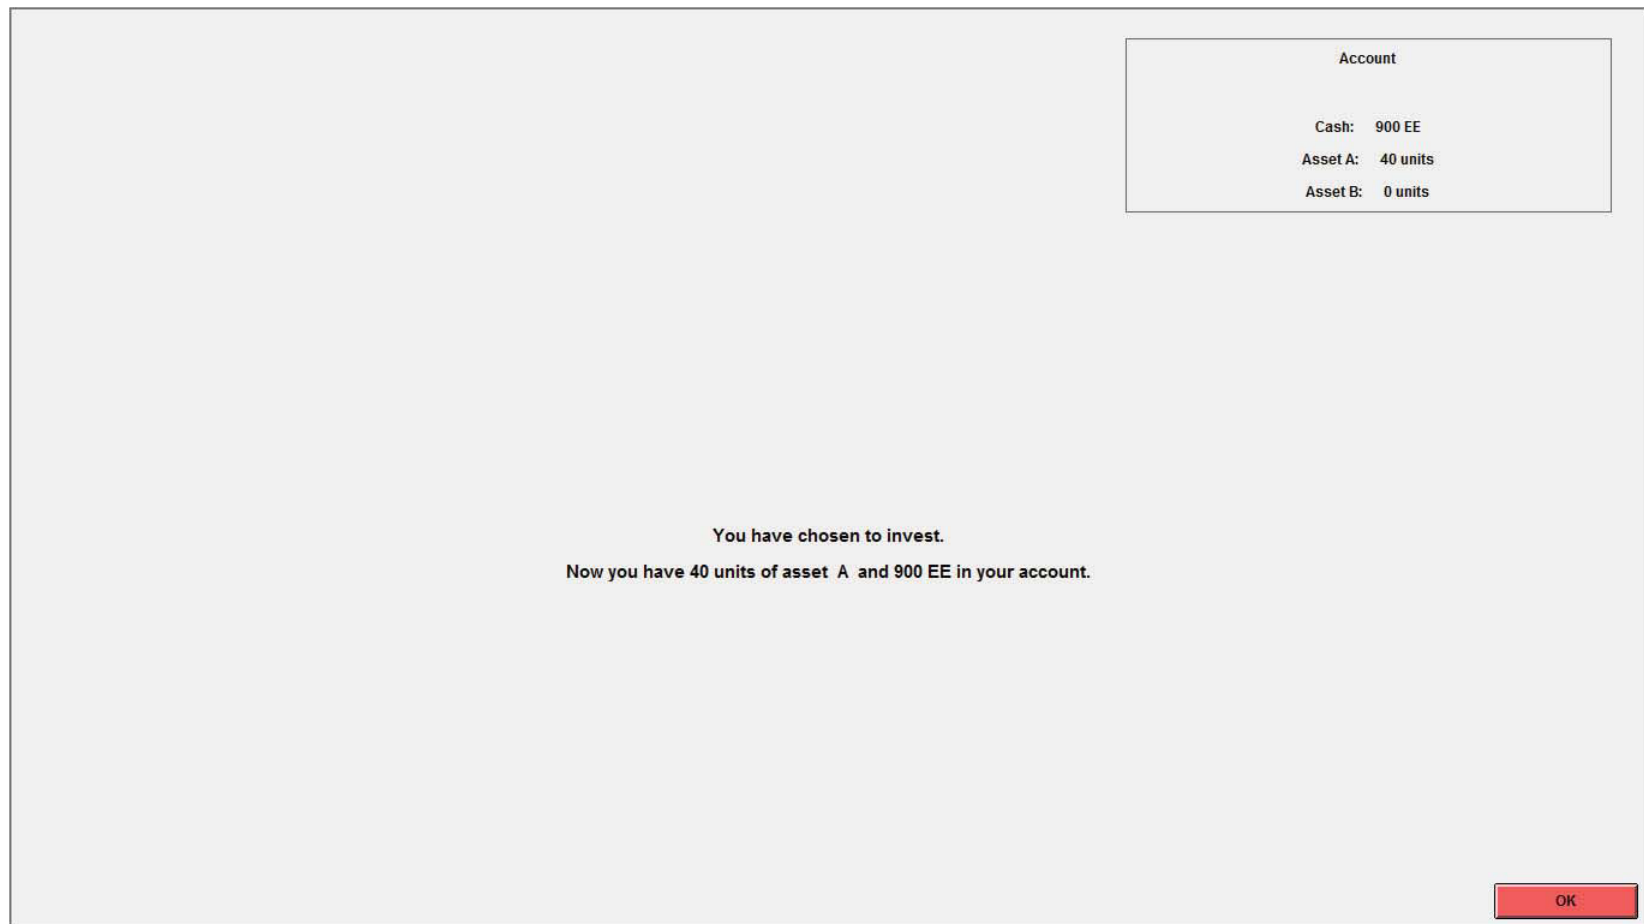 Account
Cash: 900 EE
Asset A: 40 units
Asset B: 0 units
You have chosen to invest.
Now you have 40 units of asset A and 900 EE in your account.
OK